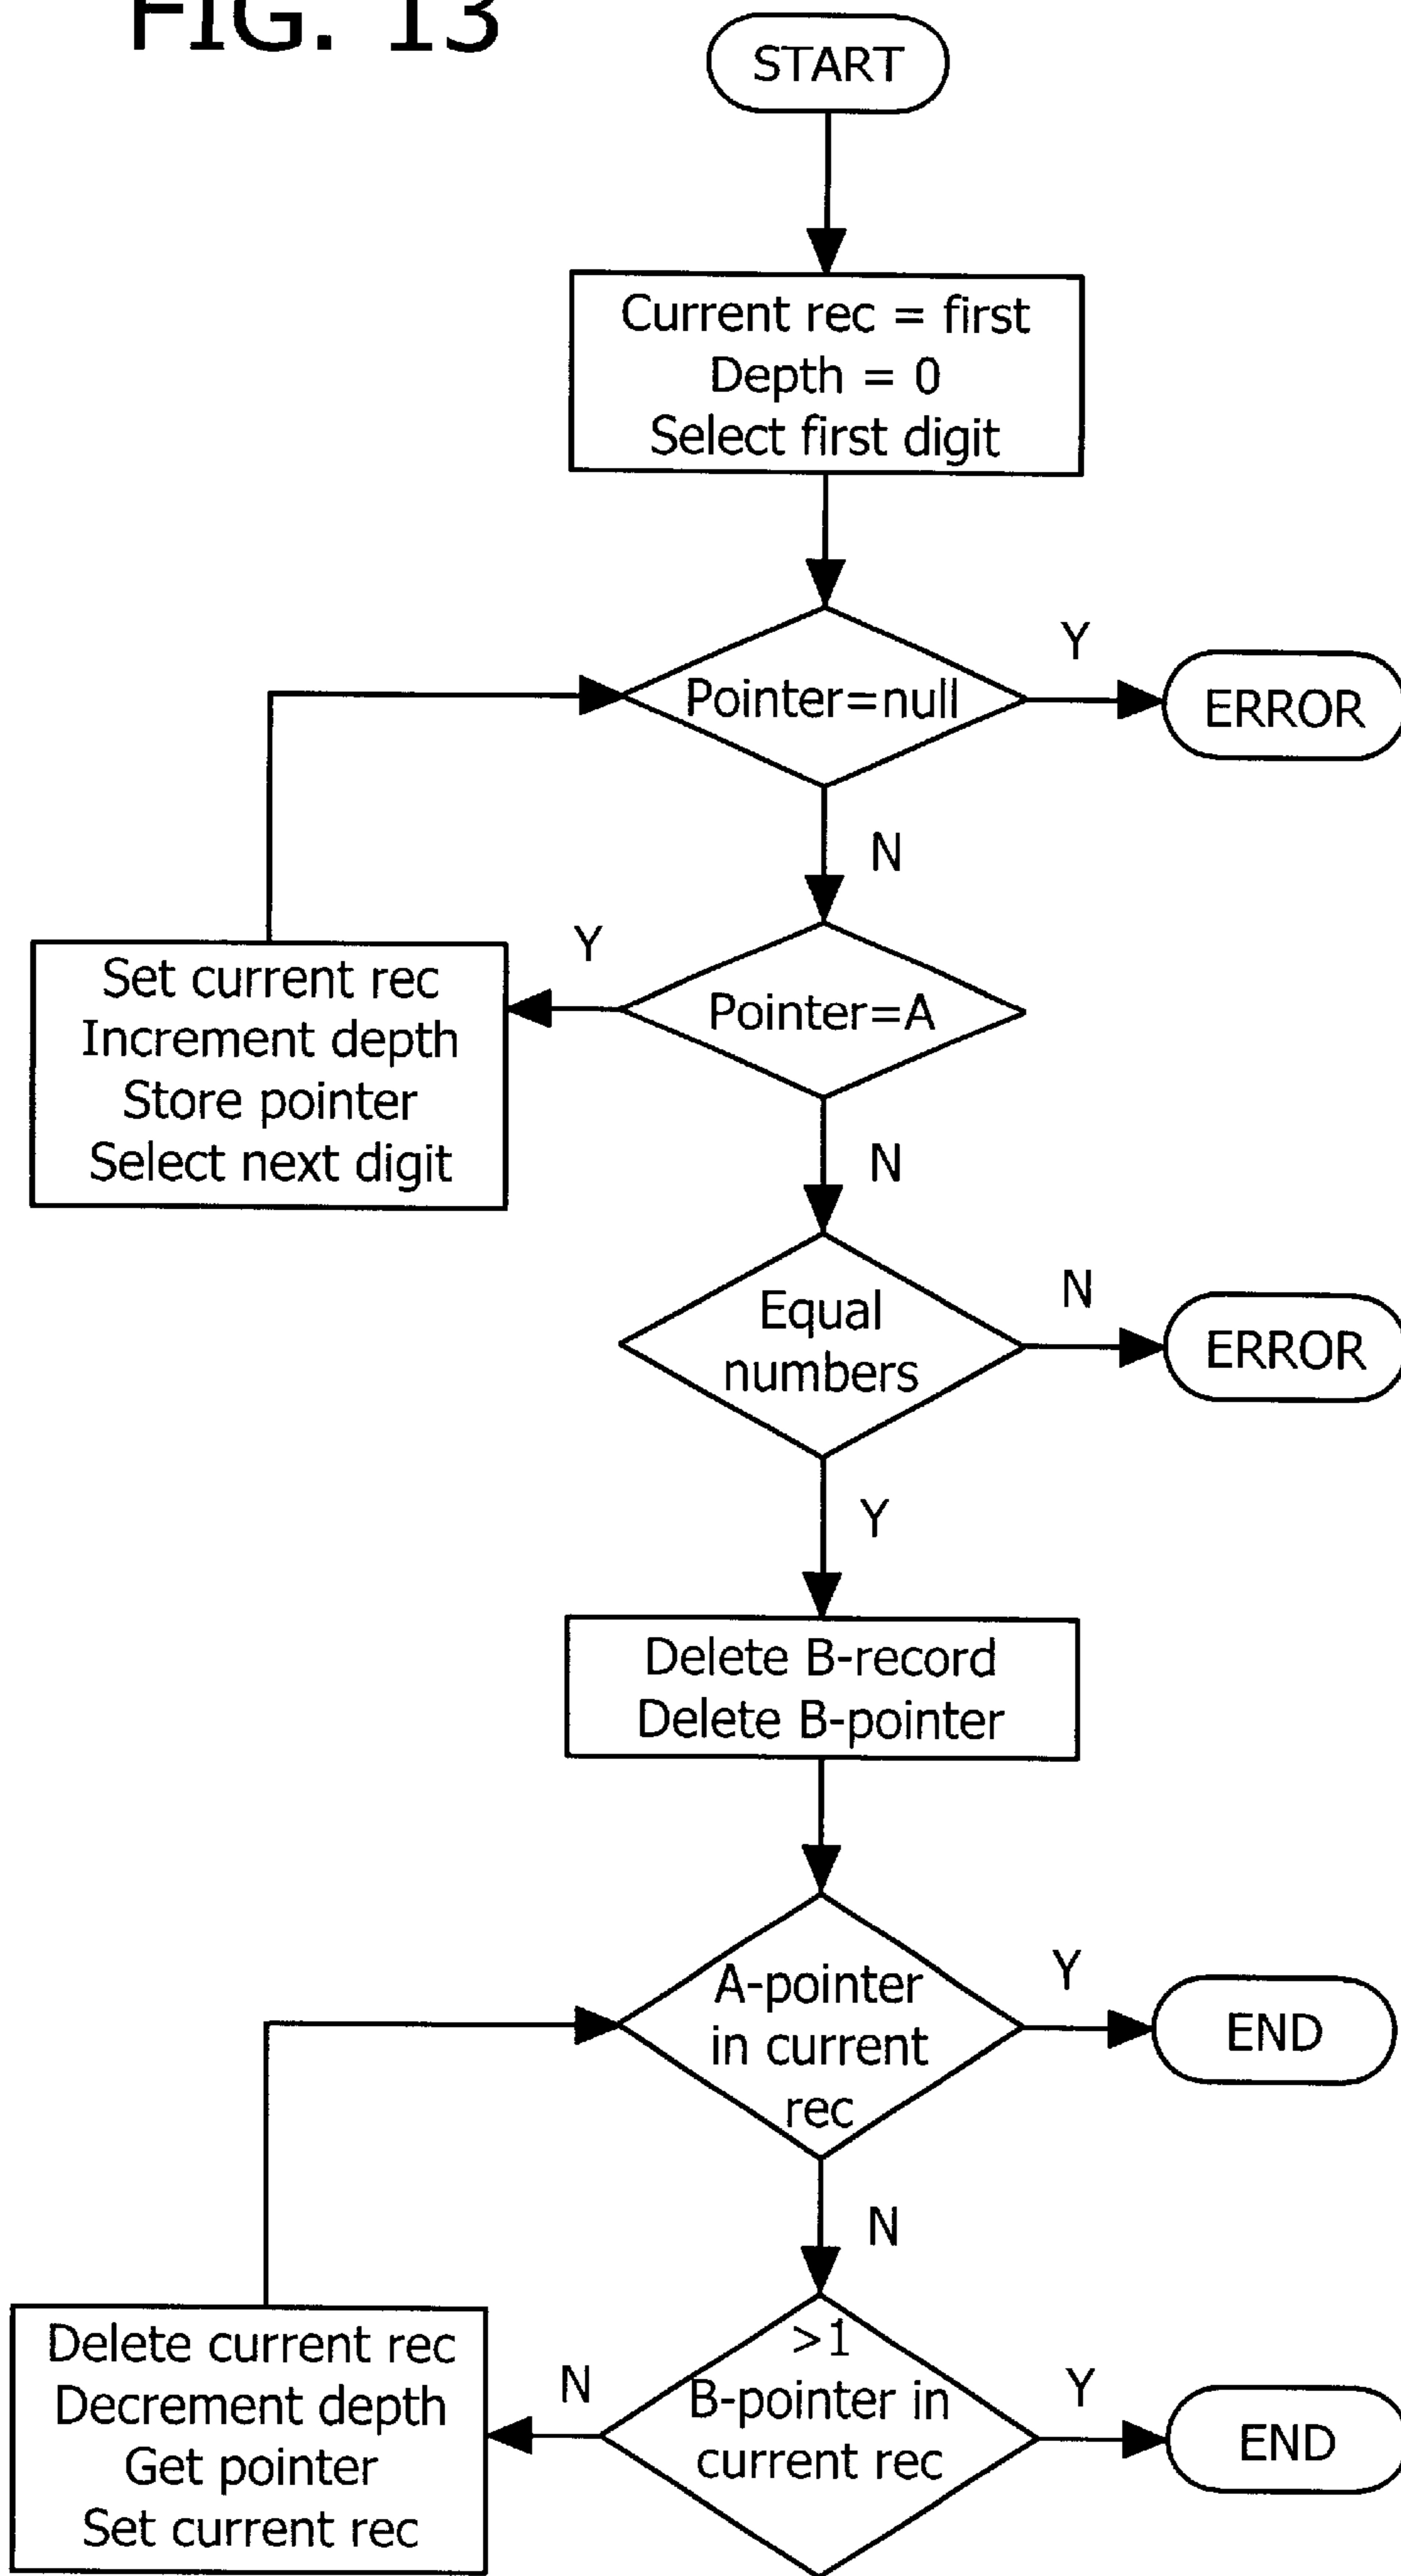 FIG. 13
START
Current rec = first
Depth = 0
Select first digit
Pointer=null
Y
ERROR
N
Pointer=A
Y
Set current rec
Increment depth
Store pointer
Select next digit
N
Equal
numbers
N
ERROR
Y
Delete B-record
Delete B-pointer
A-pointer
in current
rec
Y
END
N
>1
B-pointer in
current rec
N
Y
END
Delete current rec
Decrement depth
Get pointer
Set current rec